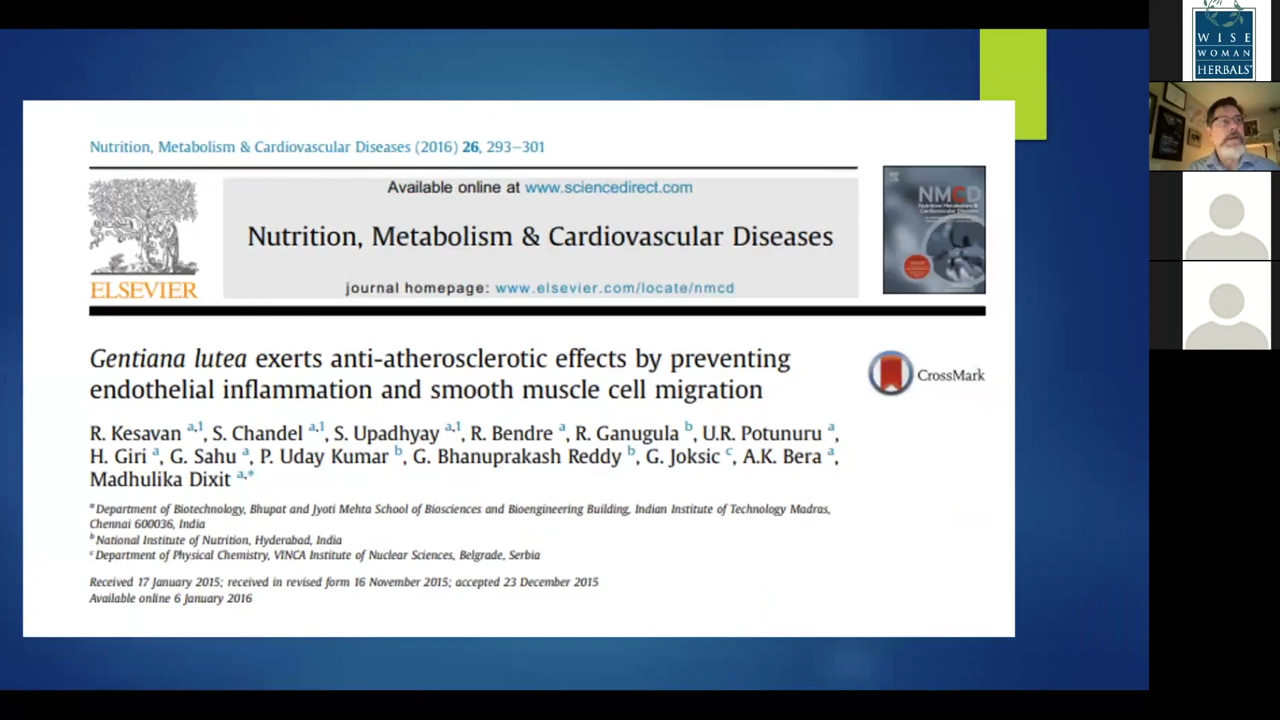 Nutrition, Metabolism & Cardiovascular Diseases (2016) 26, 293–301
Available online at www.sciencedirect.com
Nutrition, Metabolism & Cardiovascular Diseases
journal homepage: www.elsevier.com/locate/nmcd
ELSEVIER
NMCD
Nutrition Metabolism &
Cardiovascular Diseases
Gentiana lutea exerts anti-atherosclerotic effects by preventing
endothelial inflammation and smooth muscle cell migration
CrossMark
R. Kesavan a,1, S. Chandel a,1, S. Upadhyay a,1, R. Bendre a, R. Ganugula b, U.R. Potunuru a,
H. Giri a, G. Sahu a, P. Uday Kumar b, G. Bhanuprakash Reddy b, G. Joksic c, A.K. Bera a,
Madhulika Dixit a,*
a Department of Biotechnology, Bhupat and Jyoti Mehta School of Biosciences and Bioengineering Building, Indian Institute of Technology Madras,
Chennai 600036, India
b National Institute of Nutrition, Hyderabad, India
c Department of Physical Chemistry, VINCA Institute of Nuclear Sciences, Belgrade, Serbia
Received 17 January 2015; received in revised form 16 November 2015; accepted 23 December 2015
Available online 6 January 2016
WISE
WOMAN
HERBALS